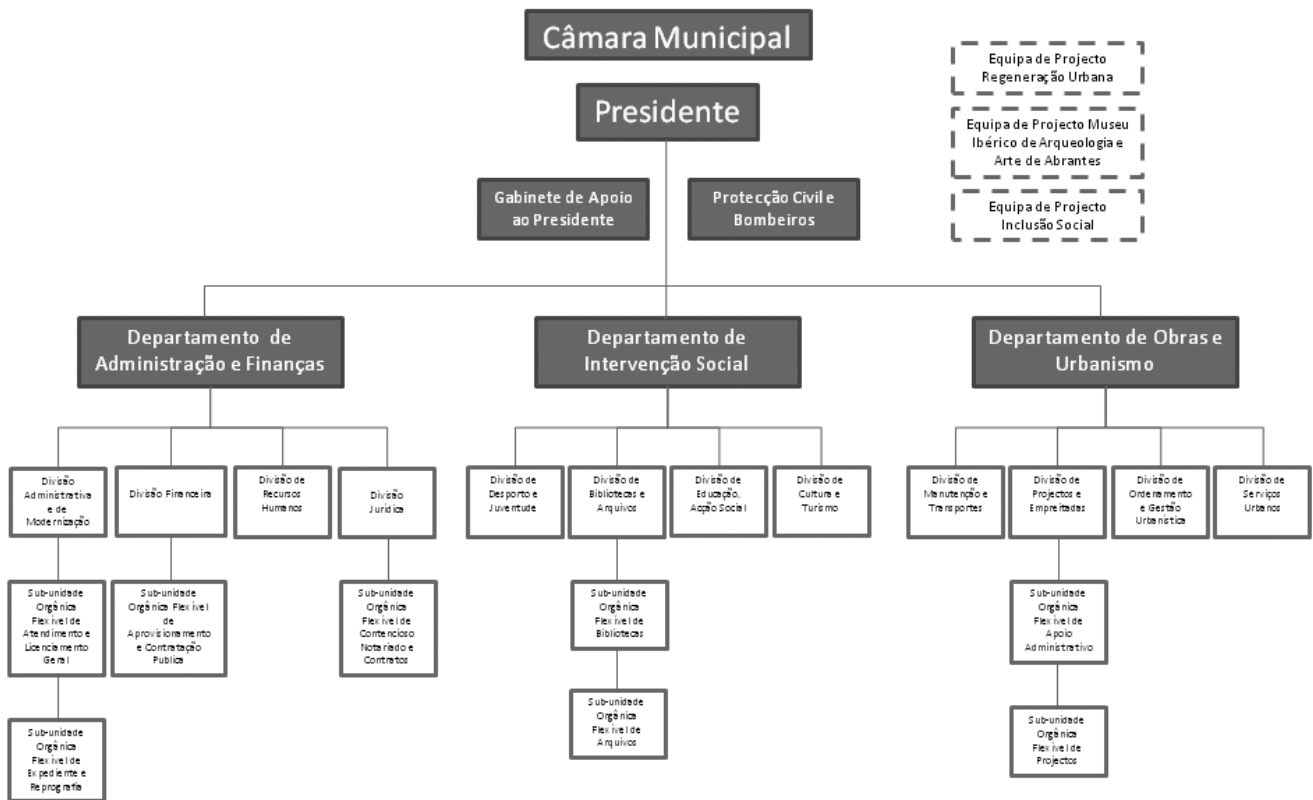 Câmara Municipal
Equipa de Projecto
Regeneração Urbana
Presidente
Equipa de Projecto Museu
Ibérico de Arqueologia e
Arte de Abrantes
Gabinete de Apoio
ao Presidente
Protecção Civil e
Bombeiros
Equipa de Projecto
Inclusão Social
Departamento de
Administração e Finanças
Departamento de
Intervenção Social
Departamento de Obras e
Urbanismo
Divisão
Administrativa
e de
Modernização
Divisão Financeira
Divisão de
Recursos
Humanos
Divisão
Jurídica
Divisão de
Desporto e
Juventude
Divisão de
Bibliotecas e
Arquivos
Divisão de
Educação,
Acção Social
Divisão de
Cultura e
Turismo
Divisão de
Manutenção e
Transportes
Divisão de
Projectos e
Empreitadas
Divisão de
Ordenamento
e Gestão
Urbanística
Divisão de
Serviços
Urbanos
Sub-unidade
Orgânica
Flexível de
Atendimento e
Licenciamento
Geral
Sub-unidade
Orgânica Flexível
de
Aprovisionamento
e Contratação
Publica
Sub-unidade
Orgânica
Flexível de
Contencioso
Notariado e
Contratos
Sub-unidade
Orgânica
Flexível de
Bibliotecas
Sub-unidade
Orgânica
Flexível de
Apoio
Administrativo
Sub-unidade
Orgânica
Flexível de
Expediente e
Reprografia
Sub-unidade
Orgânica
Flexível de
Arquivos
Sub-unidade
Orgânica
Flexível de
Projectos